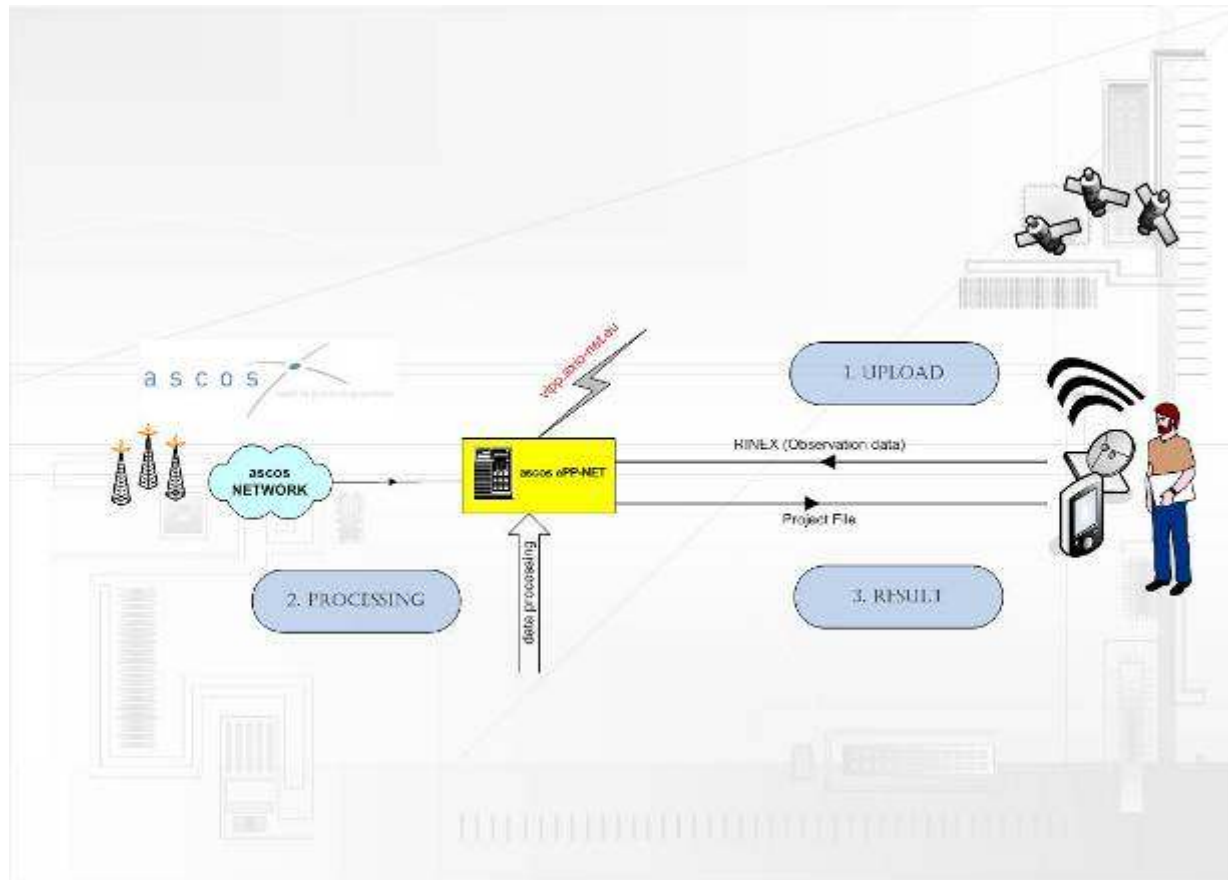 ascos
1. UPLOAD
RINEX (Observation data)
ascos
NETWORK
ascos ePP-NET
Project File
2. PROCESSING
data processing
3. RESULT